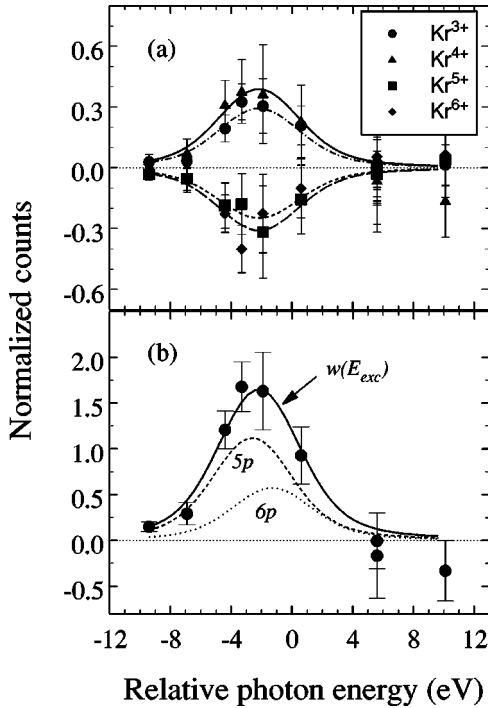 (a)
Kr3+
Kr4+
Kr5+
Kr6+
0.6
0.3
0.0
-0.3
-0.6
Normalized counts
(b)
w(E_exc)
5p
6p
2.0
1.5
1.0
0.5
0.0
-0.5
-12 -8 -4 0 4 8 12
Relative photon energy (eV)